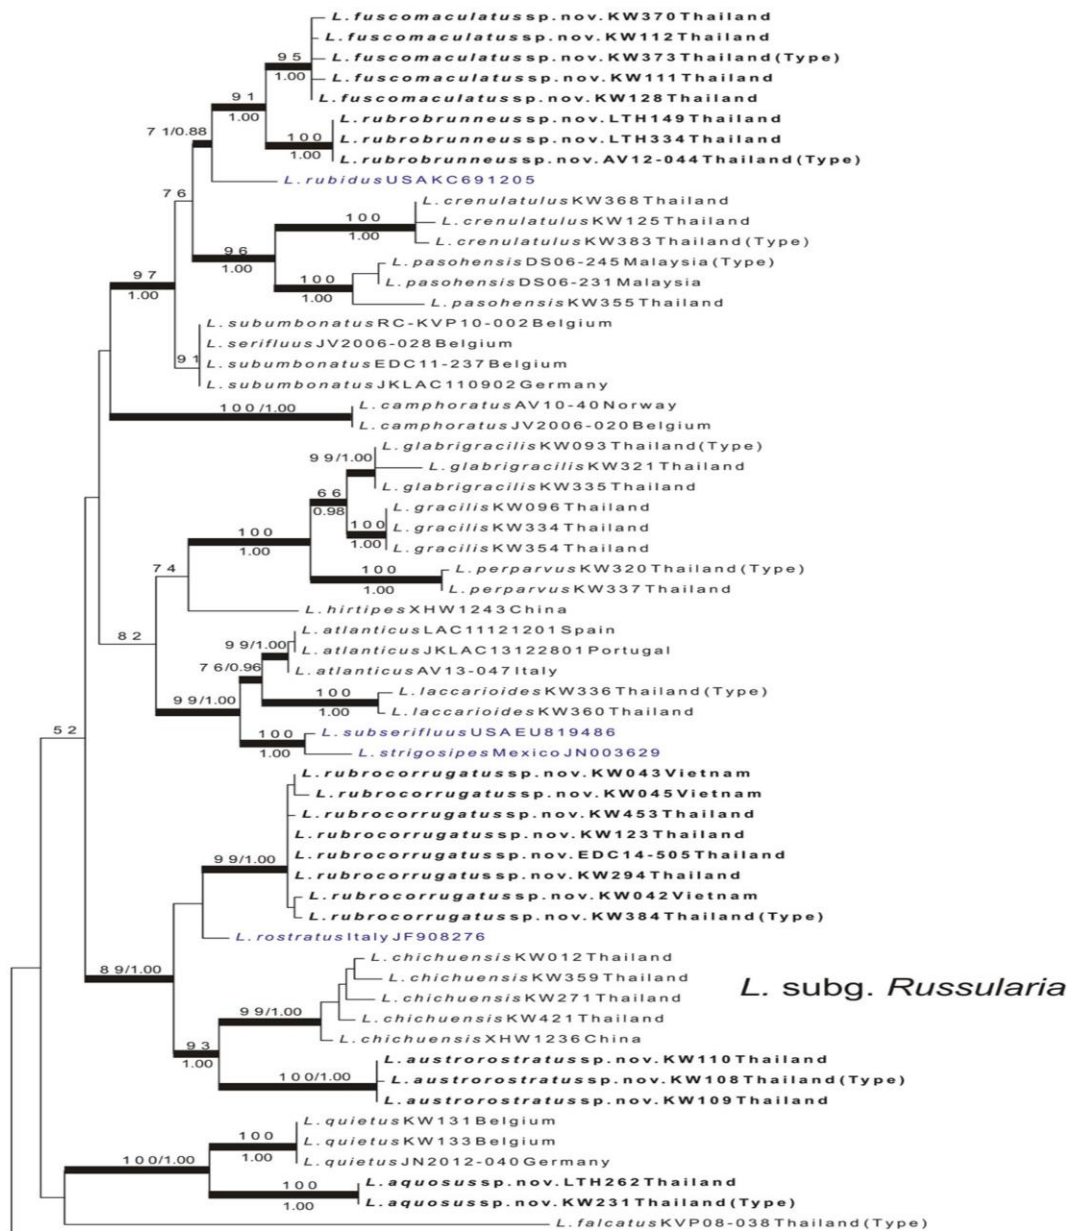 L. fuscomaculatus sp. nov. KW370 Thailand
L. fuscomaculatus sp. nov. KW112 Thailand
95
L. fuscomaculatus sp. nov. KW373 Thailand (Type)
1.00
L. fuscomaculatus sp. nov. KW111 Thailand
91
L. fuscomaculatus sp. nov. KW128 Thailand
1.00
L. rubrobrunneus sp. nov. LTH149 Thailand
71/0.88
100
L. rubrobrunneus sp. nov. LTH334 Thailand
1.00
L. rubrobrunneus sp. nov. AV12-044 Thailand (Type)
L. rubidus USA KC691205
76
L. crenulatulus KW368 Thailand
100
L. crenulatulus KW125 Thailand
1.00
L. crenulatulus KW383 Thailand (Type)
96
1.00
L. pasohensis DS06-245 Malaysia (Type)
97
100
L. pasohensis DS06-231 Malaysia
1.00
1.00
L. pasohensis KW355 Thailand
L. subumbonatus RC-KVP10-002 Belgium
L. serifluus JV2006-028 Belgium
91
L. subumbonatus EDC11-237 Belgium
L. subumbonatus JKLAC110902 Germany
100/1.00
L. camphoratus AV10-40 Norway
L. camphoratus JV2006-020 Belgium
L. glabrigracilis KW093 Thailand (Type)
99/1.00
L. glabrigracilis KW321 Thailand
66
L. glabrigracilis KW335 Thailand
0.98
L. gracilis KW096 Thailand
100
100
L. gracilis KW334 Thailand
1.00
1.00
L. gracilis KW354 Thailand
74
100
L. perparvus KW320 Thailand (Type)
1.00
L. perparvus KW337 Thailand
L. hirtipes XHW1243 China
82
L. atlanticus LAC11121201 Spain
99/1.00
L. atlanticus JKLAC13122801 Portugal
76/0.96
L. atlanticus AV13-047 Italy
100
L. laccarioides KW336 Thailand (Type)
99/1.00
1.00
L. laccarioides KW360 Thailand
52
100
L. subserifluus USA EU819486
1.00
L. strigosipes Mexico JN003629
L. rubrocorrugatus sp. nov. KW043 Vietnam
L. rubrocorrugatus sp. nov. KW045 Vietnam
L. rubrocorrugatus sp. nov. KW453 Thailand
L. rubrocorrugatus sp. nov. KW123 Thailand
99/1.00
L. rubrocorrugatus sp. nov. EDC14-505 Thailand
L. rubrocorrugatus sp. nov. KW294 Thailand
L. rubrocorrugatus sp. nov. KW042 Vietnam
L. rubrocorrugatus sp. nov. KW384 Thailand (Type)
L. rostratus Italy JF908276
89/1.00
L. chichuensis KW012 Thailand
L. chichuensis KW359 Thailand
L. subg. Russularia
99/1.00
L. chichuensis KW271 Thailand
L. chichuensis KW421 Thailand
93
L. chichuensis XHW1236 China
1.00
L. austrorostratus sp. nov. KW110 Thailand
100/1.00
L. austrorostratus sp. nov. KW108 Thailand (Type)
L. austrorostratus sp. nov. KW109 Thailand
L. quietus KW131 Belgium
100
L. quietus KW133 Belgium
1.00
L. quietus JN2012-040 Germany
100/1.00
100
L. aquosus sp. nov. LTH262 Thailand
1.00
L. aquosus sp. nov. KW231 Thailand (Type)
L. falcatus KVP08-038 Thailand (Type)